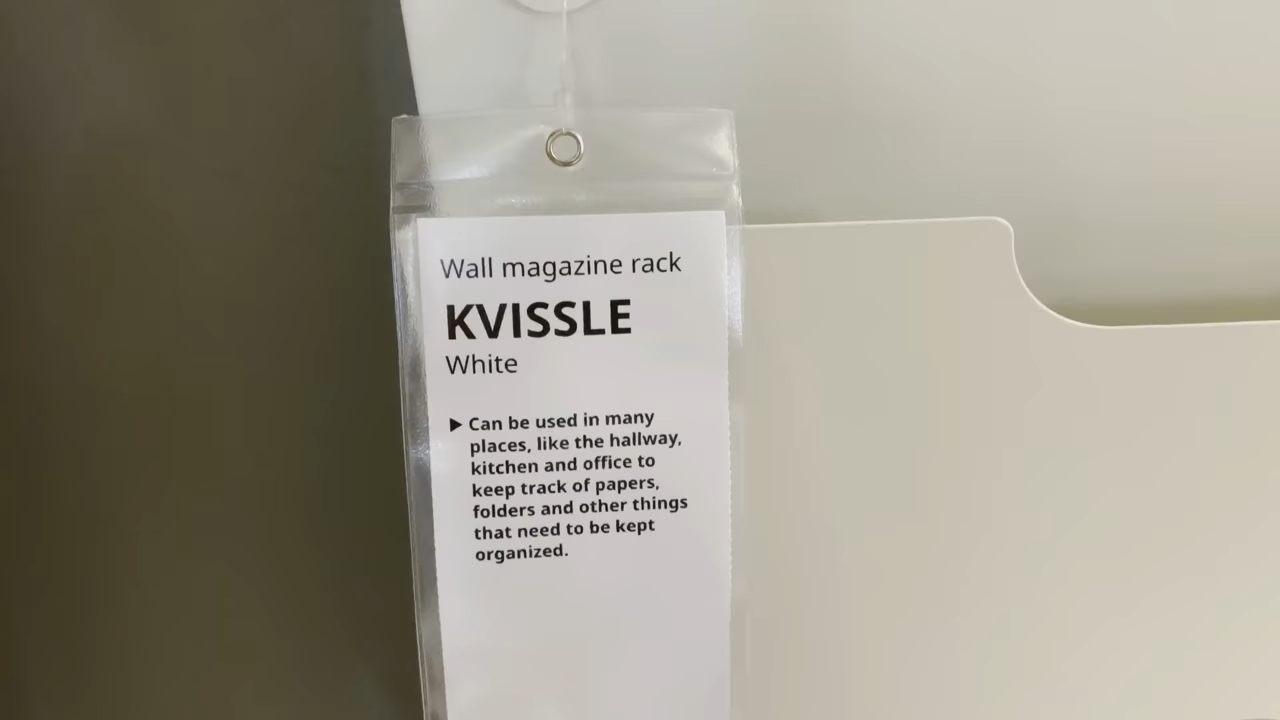 Wall magazine rack
KVISSLE
White
▶ Can be used in many
places, like the hallway,
kitchen and office to
keep track of papers,
folders and other things
that need to be kept
organized.